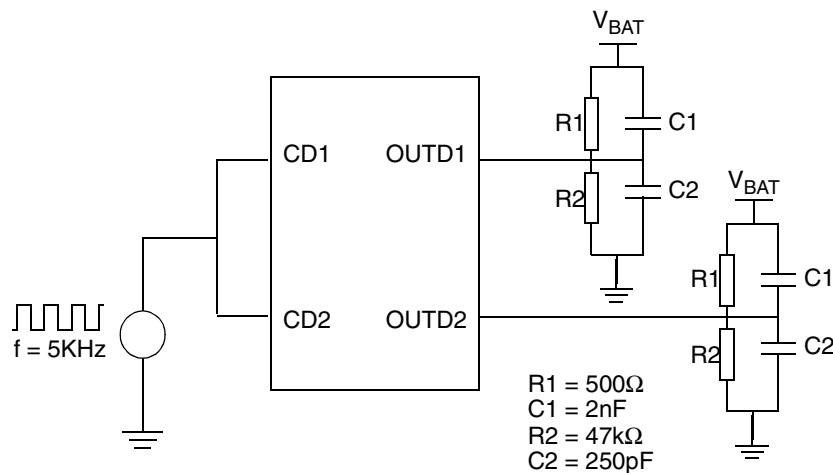 V_BAT
R1
C1
CD1
OUTD1
R2
C2
V_BAT
R1
C1
CD2
OUTD2
f = 5KHz
R2
C2
R1 = 500Ω
C1 = 2nF
R2 = 47kΩ
C2 = 250pF